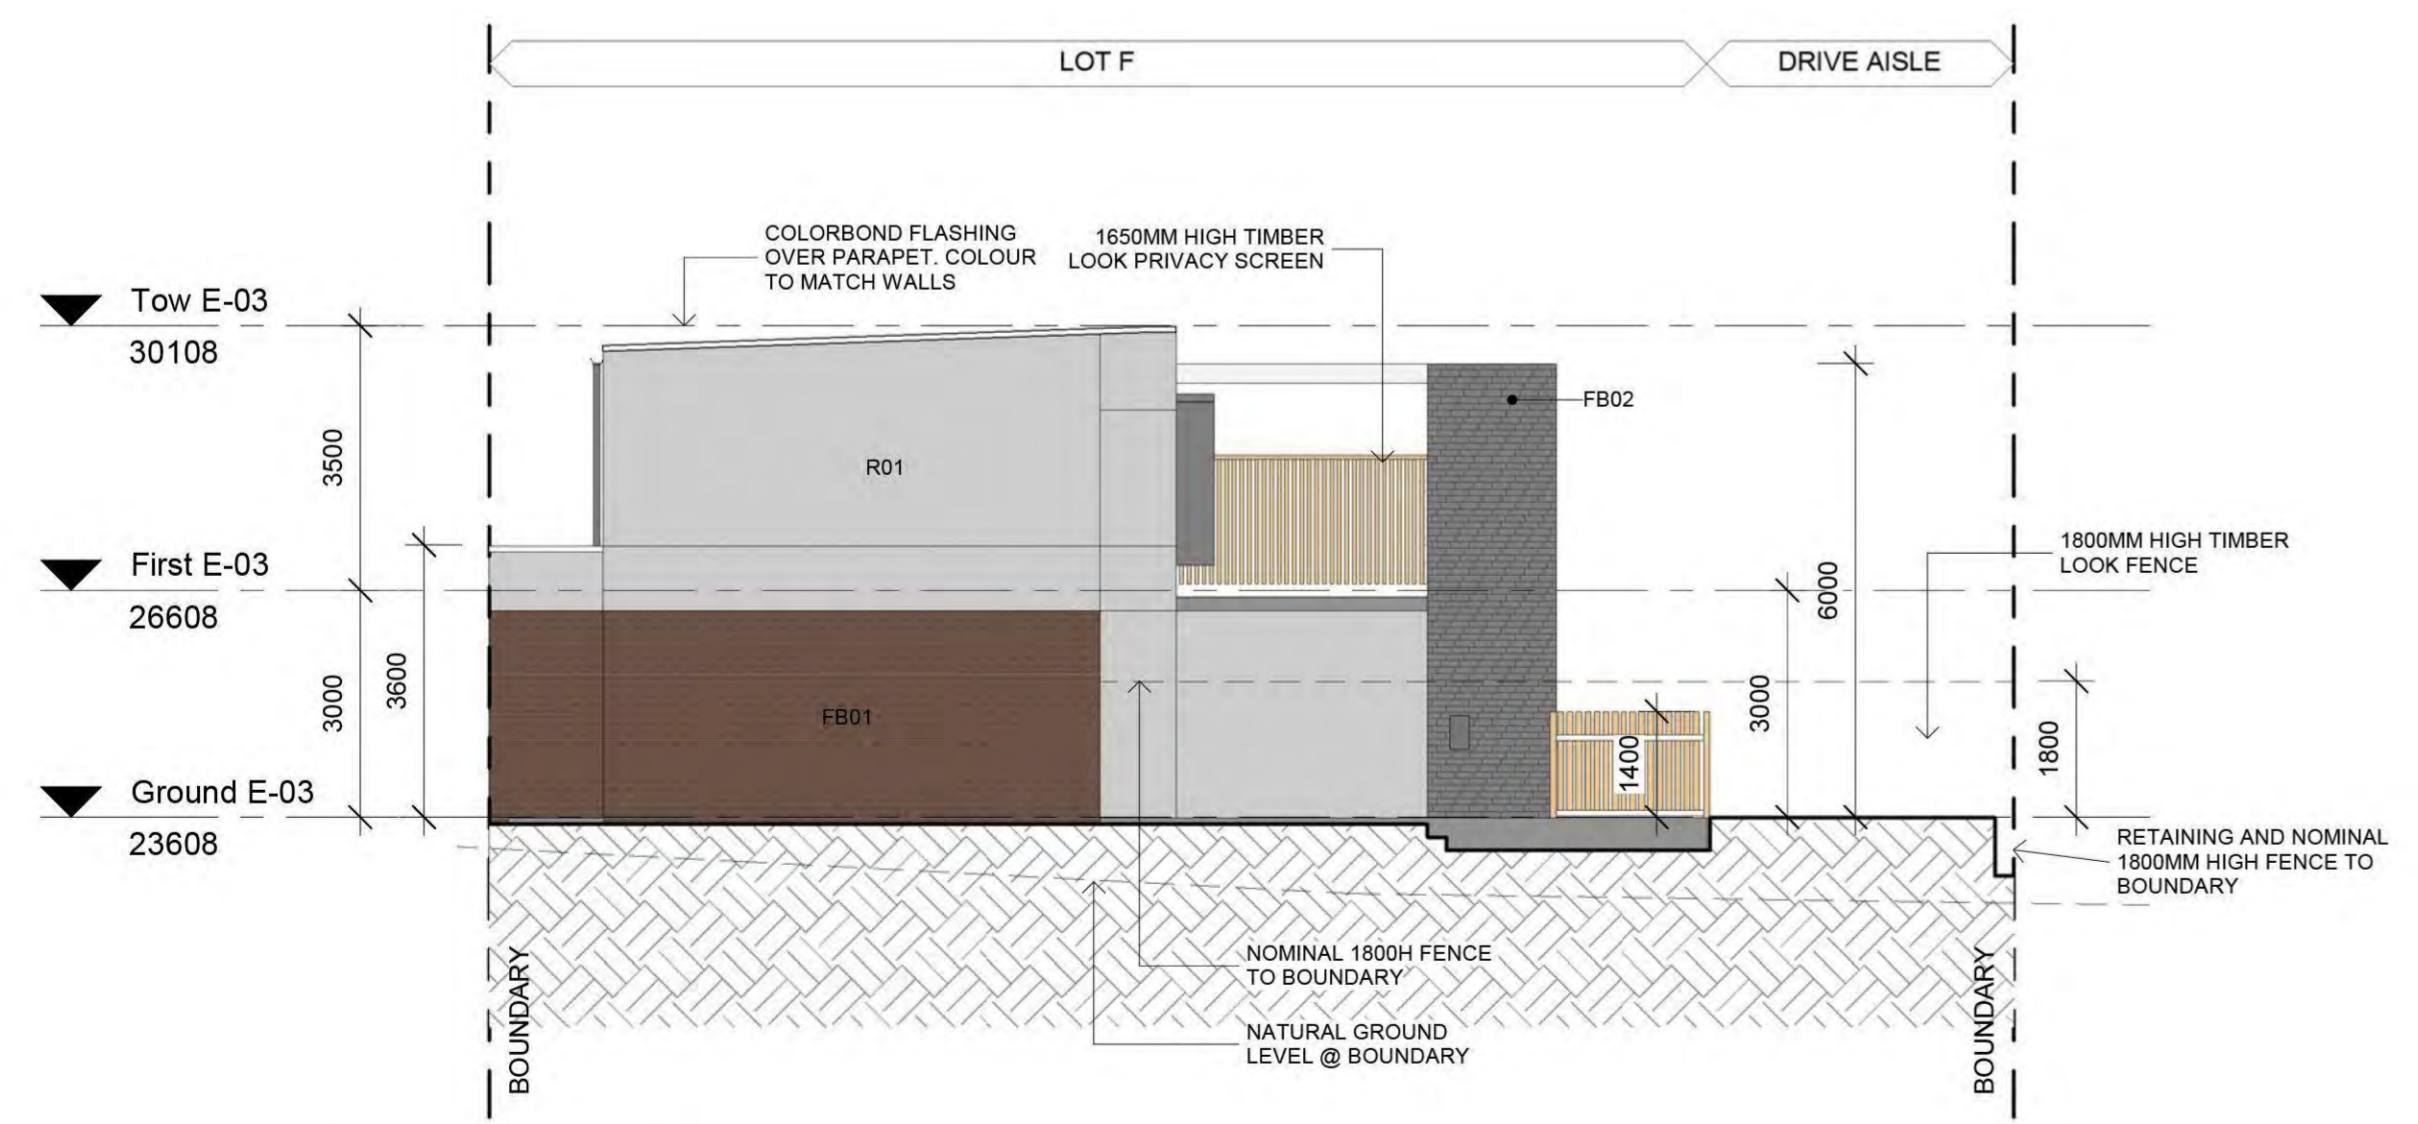 LOT F
DRIVE AISLE
COLORBOND FLASHING
OVER PARAPET. COLOUR
TO MATCH WALLS
1650MM HIGH TIMBER
LOOK PRIVACY SCREEN
Tow E-03
30108
FB02
3500
R01
First E-03
26608
1800MM HIGH TIMBER
LOOK FENCE
6000
3000
3600
FB01
3000
1400
1800
Ground E-03
23608
RETAINING AND NOMINAL
1800MM HIGH FENCE TO
BOUNDARY
NOMINAL 1800H FENCE
TO BOUNDARY
NATURAL GROUND
LEVEL @ BOUNDARY
BOUNDARY
BOUNDARY